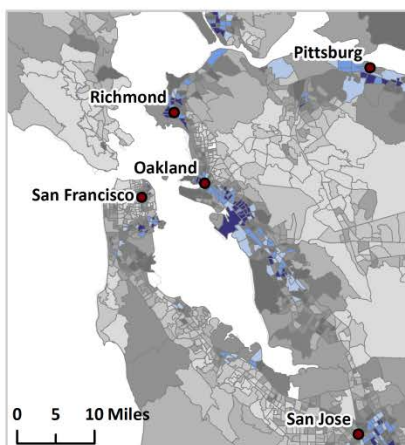 Pittsburg
Richmond
Oakland
San Francisco
San Jose
0 5 10 Miles